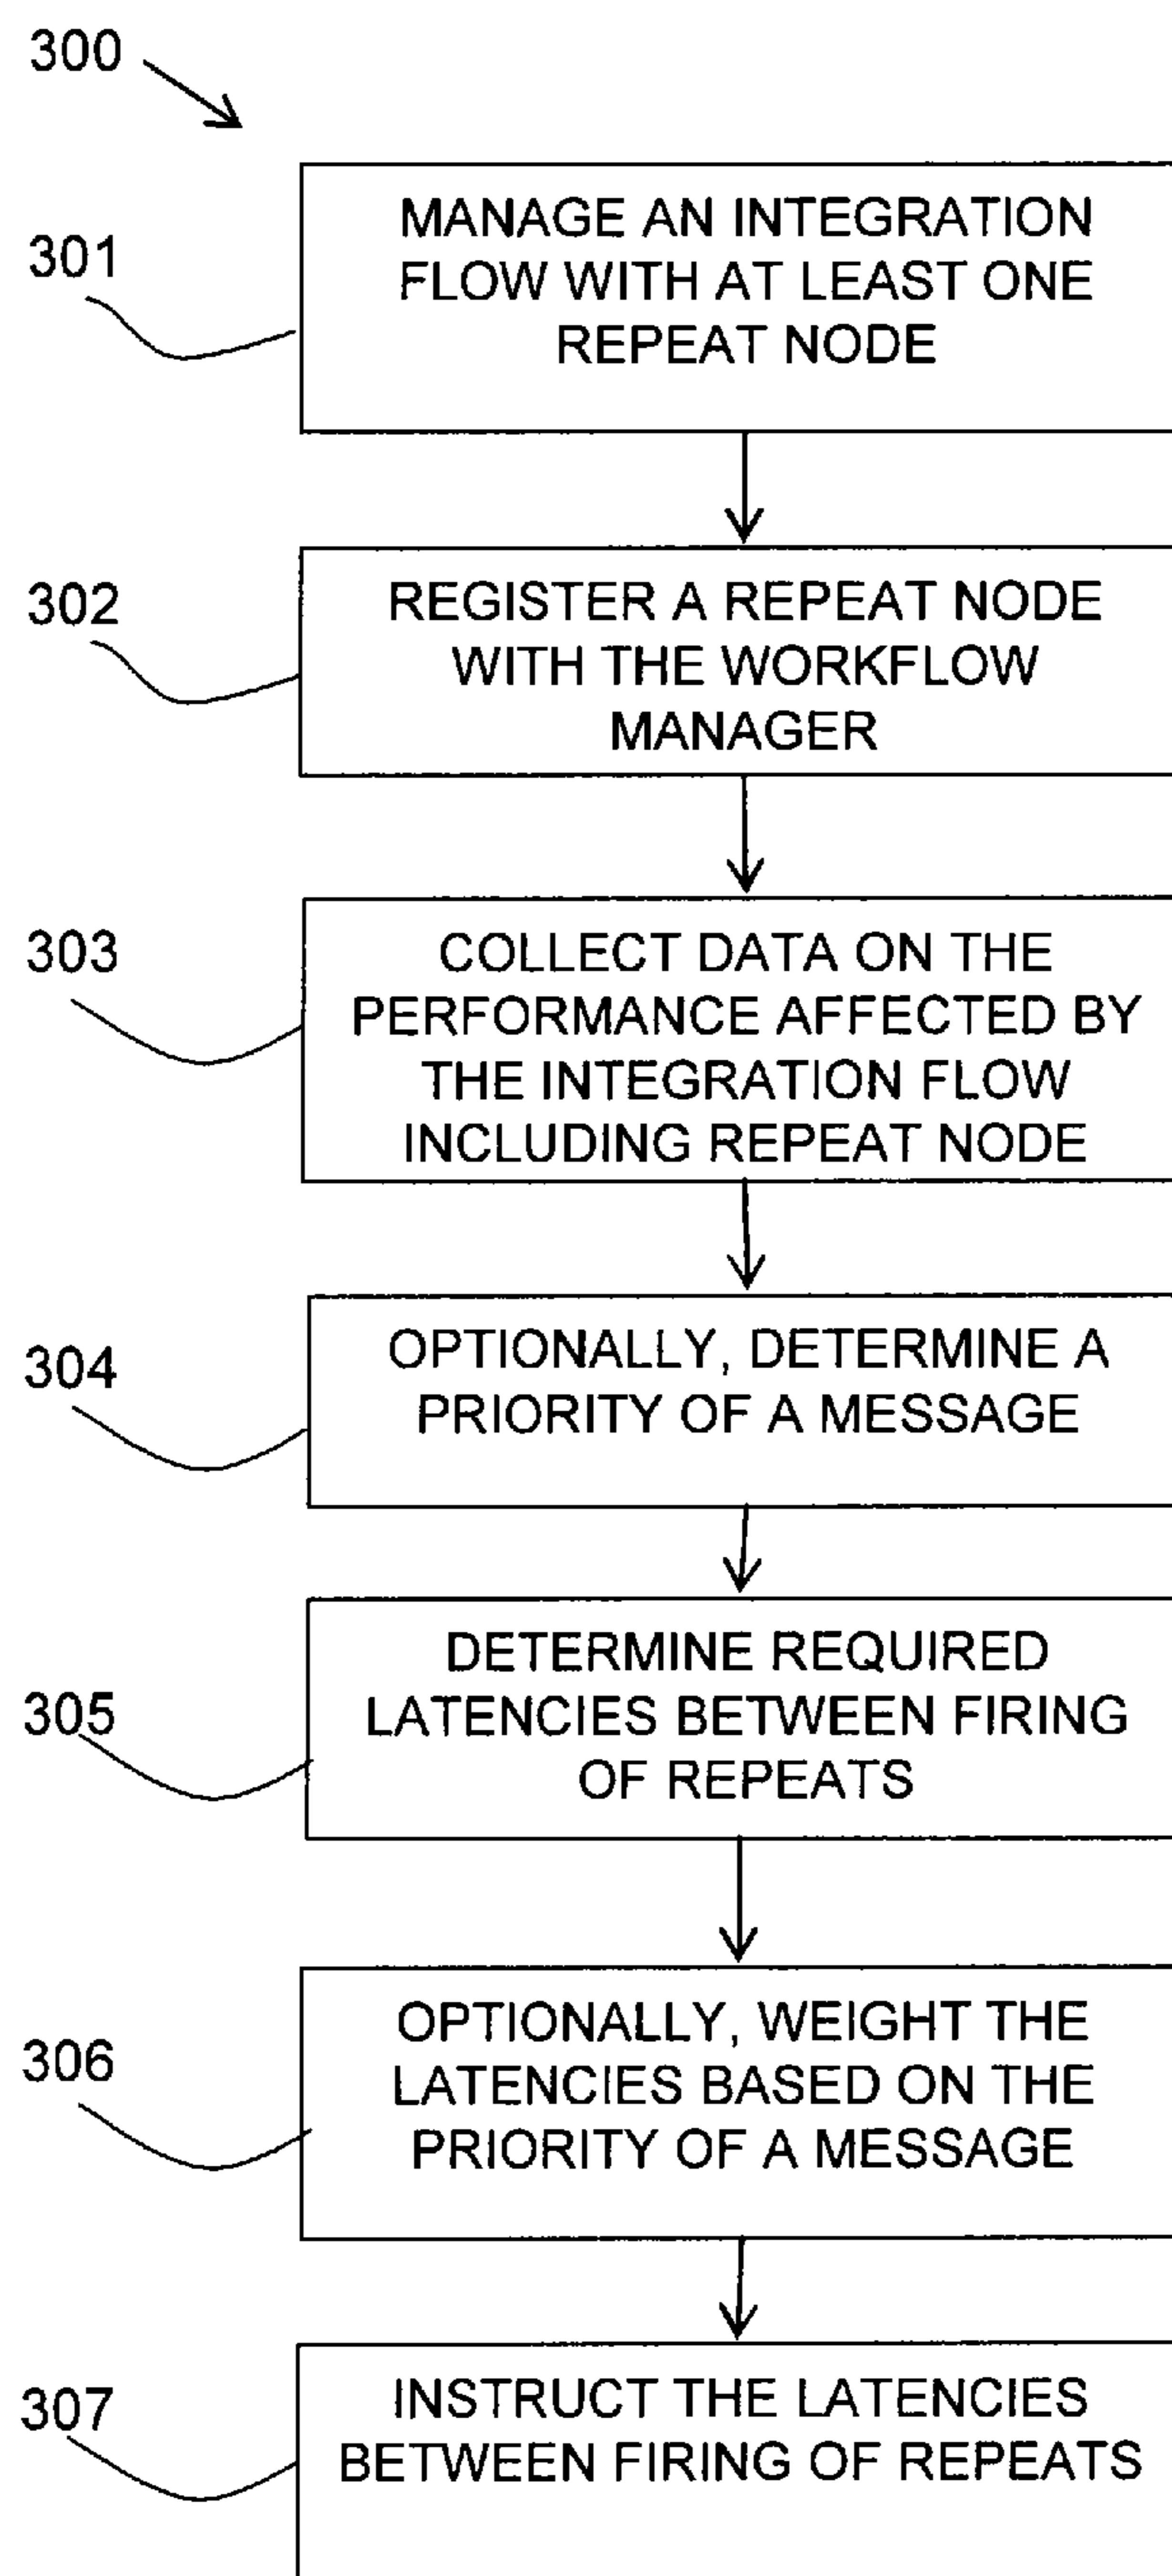 300
301
MANAGE AN INTEGRATION
FLOW WITH AT LEAST ONE
REPEAT NODE
302
REGISTER A REPEAT NODE
WITH THE WORKFLOW
MANAGER
303
COLLECT DATA ON THE
PERFORMANCE AFFECTED BY
THE INTEGRATION FLOW
INCLUDING REPEAT NODE
304
OPTIONALLY, DETERMINE A
PRIORITY OF A MESSAGE
305
DETERMINE REQUIRED
LATENCIES BETWEEN FIRING
OF REPEATS
306
OPTIONALLY, WEIGHT THE
LATENCIES BASED ON THE
PRIORITY OF A MESSAGE
307
INSTRUCT THE LATENCIES
BETWEEN FIRING OF REPEATS